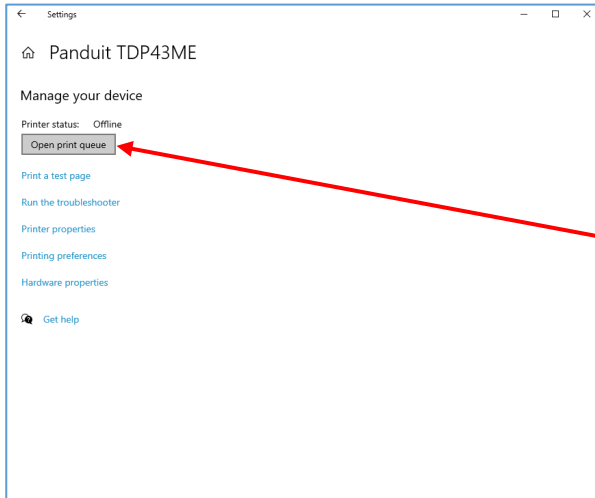 Settings
Panduit TDP43ME
Manage your device
Printer status: Offline
Open print queue
Print a test page
Run the troubleshooter
Printer properties
Printing preferences
Hardware properties
Get help